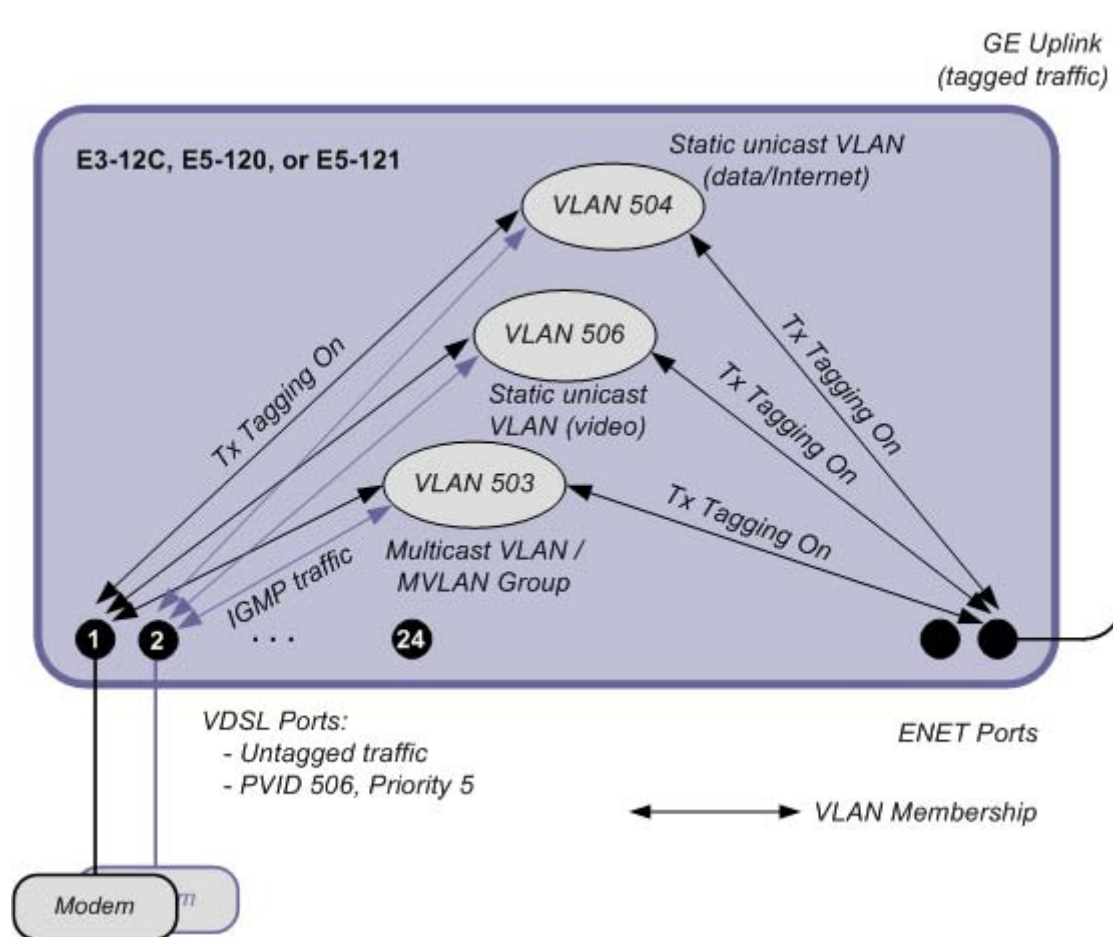 GE Uplink
(tagged traffic)
E3-12C, E5-120, or E5-121
Static unicast VLAN
(data/Internet)
VLAN 504
VLAN 506
Static unicast
VLAN (video)
Tx Tagging On
Tx Tagging On
Tx Tagging On
VLAN 503
Tx Tagging On
Multicast VLAN /
MVLAN Group
IGMP traffic
1
2
. . .
24
VDSL Ports:
- Untagged traffic
- PVID 506, Priority 5
ENET Ports
VLAN Membership
Modem